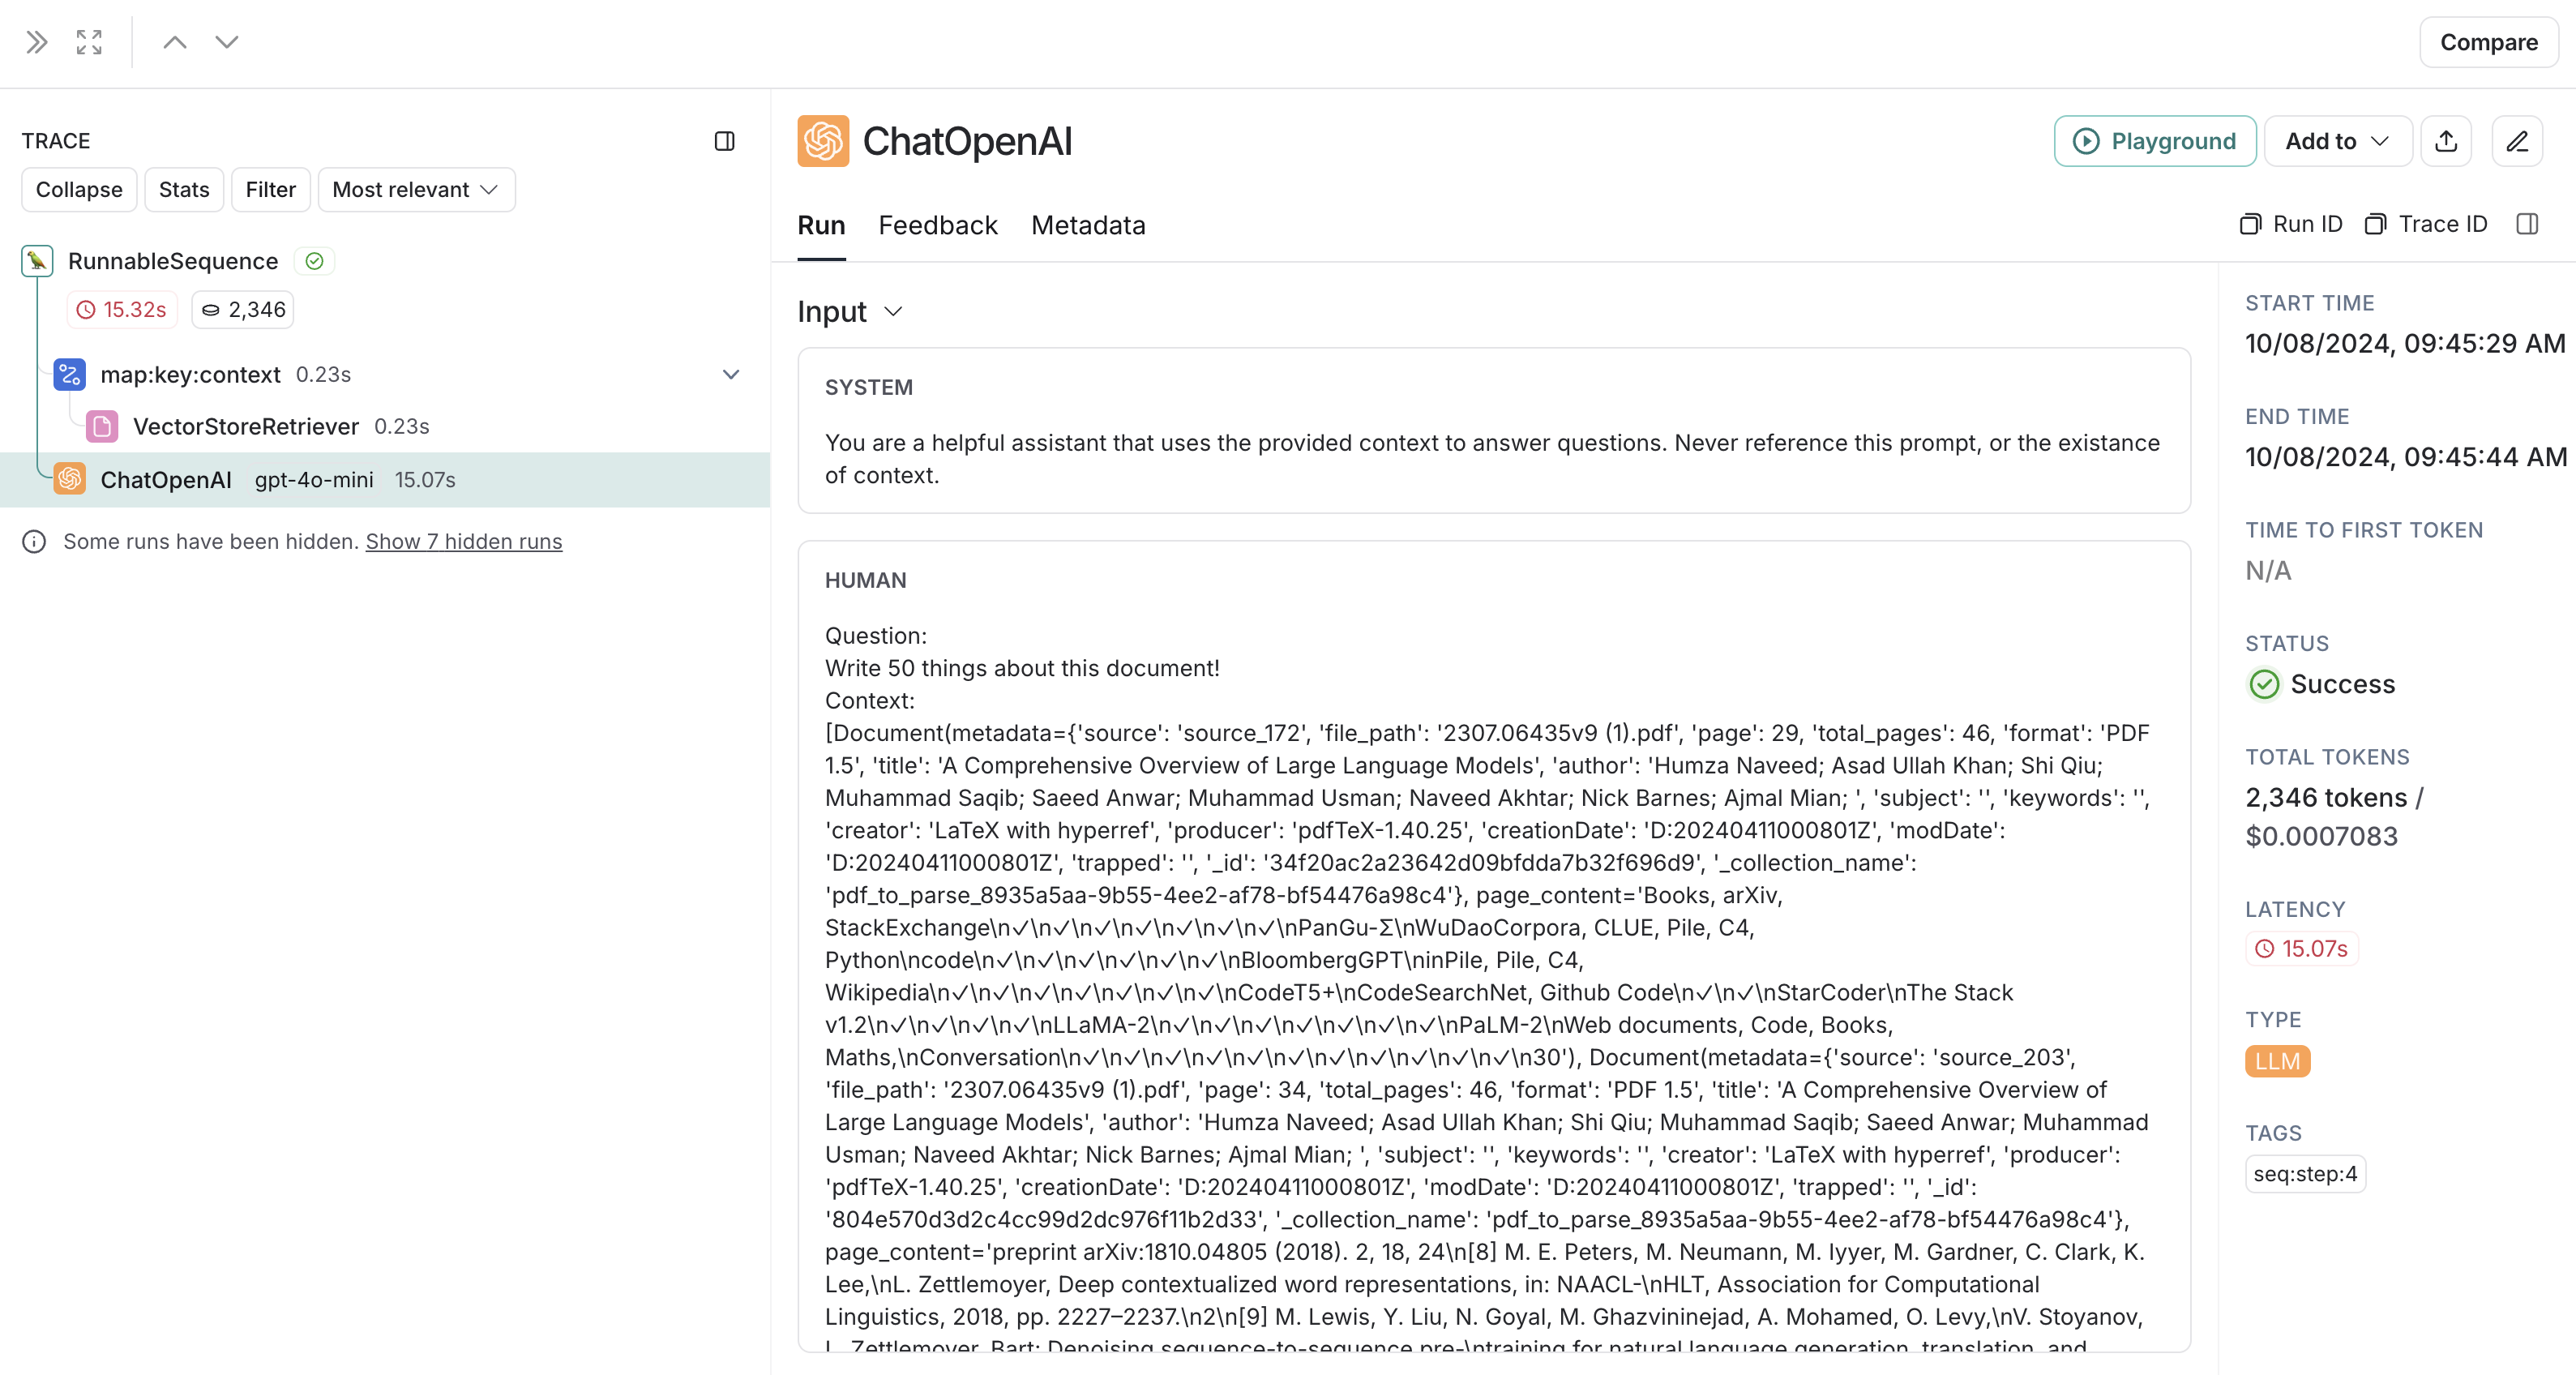 Compare
TRACE
Collapse
Stats
Filter
Most relevant
RunnableSequence
15.32s
2,346
map:key:context 0.23s
VectorStoreRetriever 0.23s
ChatOpenAI gpt-4o-mini 15.07s
Some runs have been hidden. Show 7 hidden runs
ChatOpenAI
Playground
Add to
Run
Feedback
Metadata
Run ID
Trace ID
Input
SYSTEM
You are a helpful assistant that uses the provided context to answer questions. Never reference this prompt, or the existance
of context.
HUMAN
Question:
Write 50 things about this document!
Context:
[Document(metadata={'source': 'source_172', 'file_path': '2307.06435v9 (1).pdf', 'page': 29, 'total_pages': 46, 'format': 'PDF
1.5', 'title': 'A Comprehensive Overview of Large Language Models', 'author': 'Humza Naveed; Asad Ullah Khan; Shi Qiu;
Muhammad Saqib; Saeed Anwar; Muhammad Usman; Naveed Akhtar; Nick Barnes; Ajmal Mian; ', 'subject': '', 'keywords': '',
'creator': 'LaTeX with hyperref', 'producer': 'pdfTeX-1.40.25', 'creationDate': 'D:20240411000801Z', 'modDate':
'D:20240411000801Z', 'trapped': '', '_id': '34f20ac2a23642d09bfdda7b32f696d9', '_collection_name':
'pdf_to_parse_8935a5aa-9b55-4ee2-af78-bf54476a98c4'}, page_content='Books, arXiv,
StackExchange\n✓\n✓\n✓\n✓\n✓\n✓\n✓\nPanGu-Σ\nWuDaoCorpora, CLUE, Pile, C4,
Python\ncode\n✓\n✓\n✓\n✓\n✓\n✓\nBloombergGPT\ninPile, Pile, C4,
Wikipedia\n✓\n✓\n✓\n✓\n✓\n✓\n✓\nCodeT5+\nCodeSearchNet, Github Code\n✓\n✓\nStarCoder\nThe Stack
v1.2\n✓\n✓\n✓\n✓\nLLaMA-2\n✓\n✓\n✓\n✓\n✓\n✓\n✓\nPaLM-2\nWeb documents, Code, Books,
Maths,\nConversation\n✓\n✓\n✓\n✓\n✓\n✓\n✓\n✓\n✓\n✓\n✓\n30'), Document(metadata={'source': 'source_203',
'file_path': '2307.06435v9 (1).pdf', 'page': 34, 'total_pages': 46, 'format': 'PDF 1.5', 'title': 'A Comprehensive Overview of
Large Language Models', 'author': 'Humza Naveed; Asad Ullah Khan; Shi Qiu; Muhammad Saqib; Saeed Anwar; Muhammad
Usman; Naveed Akhtar; Nick Barnes; Ajmal Mian; ', 'subject': '', 'keywords': '', 'creator': 'LaTeX with hyperref', 'producer':
'pdfTeX-1.40.25', 'creationDate': 'D:20240411000801Z', 'modDate': 'D:20240411000801Z', 'trapped': '', '_id':
'804e570d3d2c4cc99d2dc976f11b2d33', '_collection_name': 'pdf_to_parse_8935a5aa-9b55-4ee2-af78-bf54476a98c4'},
page_content='preprint arXiv:1810.04805 (2018). 2, 18, 24\n[8] M. E. Peters, M. Neumann, M. Iyyer, M. Gardner, C. Clark, K.
Lee,\nL. Zettlemoyer, Deep contextualized word representations, in: NAACL-\nHLT, Association for Computational
Linguistics, 2018, pp. 2227–2237.\n2\n[9] M. Lewis, Y. Liu, N. Goyal, M. Ghazvininejad, A. Mohamed, O. Levy,\nV. Stoyanov,
L. Zettlemoyer, Bart: Denoising sequence-to-sequence pre-\ntraining for natural language generation, translation, and
START TIME
10/08/2024, 09:45:29 AM
END TIME
10/08/2024, 09:45:44 AM
TIME TO FIRST TOKEN
N/A
STATUS
Success
TOTAL TOKENS
2,346 tokens /
$0.0007083
LATENCY
15.07s
TYPE
LLM
TAGS
seq:step:4